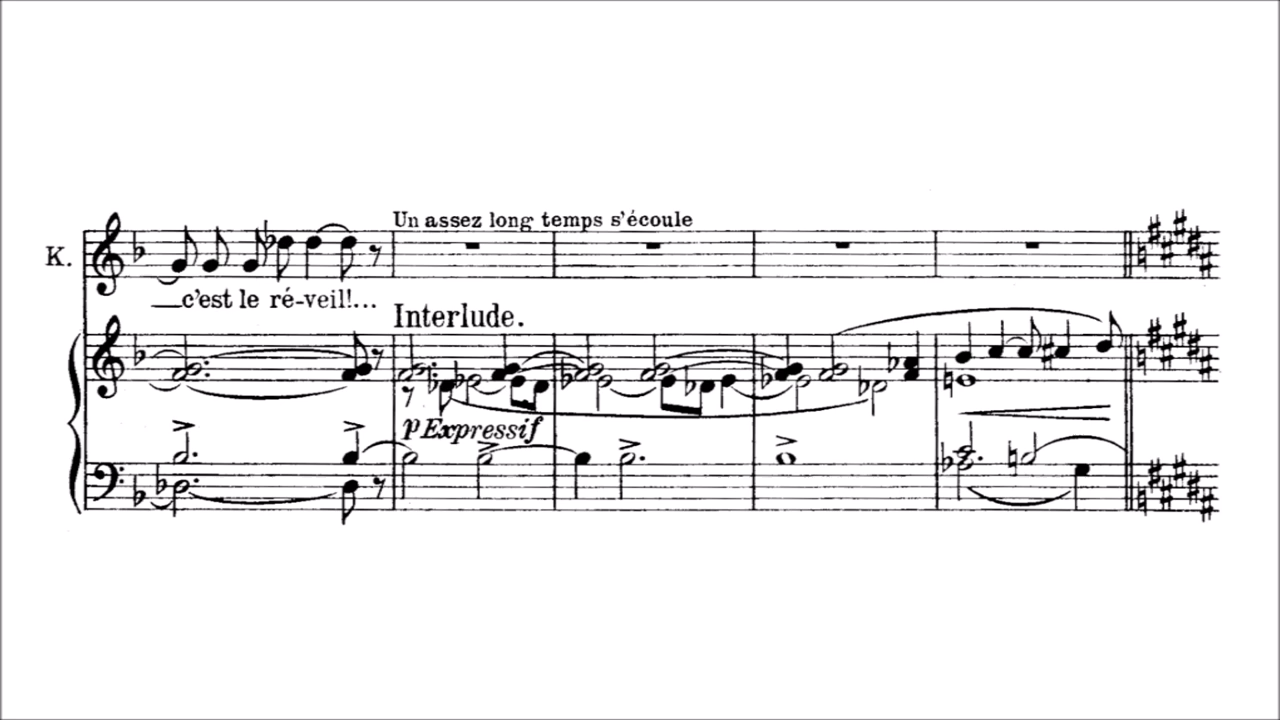 Un assez long temps s'écoule
K.
c'est le ré-veil!...
Interlude.
p Expressif